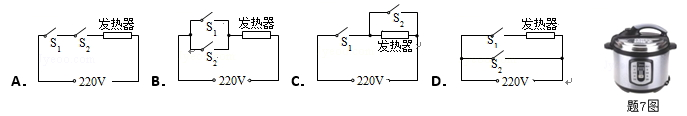 A. S1 S2 发热器 220V
B. S1 S2 发热器 220V
C. S1 S2 发热器 220V
D. S1 S2 发热器 220V
题7图